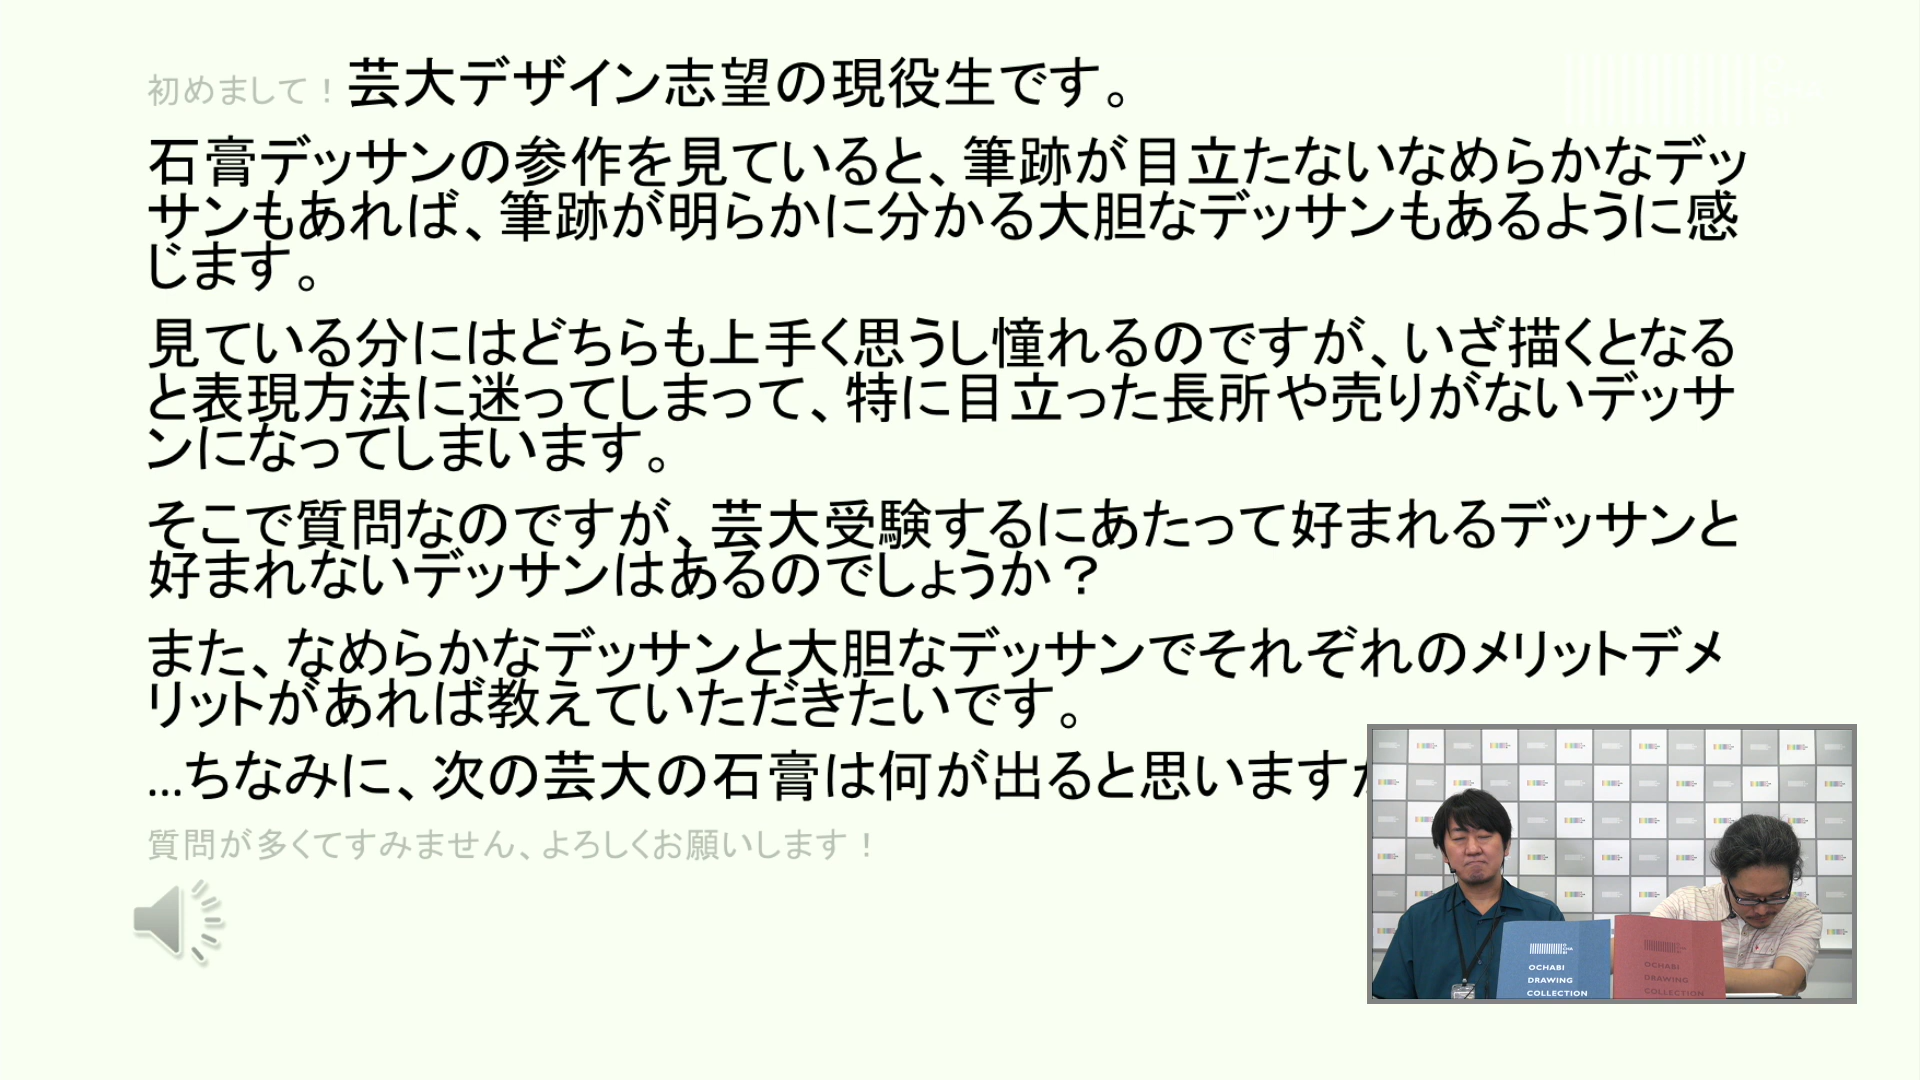 初めまして！芸大デザイン志望の現役生です。
石膏デッサンの参作を見ていると、筆跡が目立たないなめらかなデッ
サンもあれば、筆跡が明らかに分かる大胆なデッサンもあるように感
じます。
見ている分にはどちらも上手く思うし憧れるのですが、いざ描くとなる
と表現方法に迷ってしまって、特に目立った長所や売りがないデッサ
ンになってしまいます。
そこで質問なのですが、芸大受験するにあたって好まれるデッサンと
好まれないデッサンはあるのでしょうか？
また、なめらかなデッサンと大胆なデッサンでそれぞれのメリットデメ
リットがあれば教えていただきたいです。
...ちなみに、次の芸大の石膏は何が出ると思いますか
質問が多くてすみません、よろしくお願いします！
OCHABI
DRAWING
COLLECTION
OCHABI
DRAWING
COLLECTION